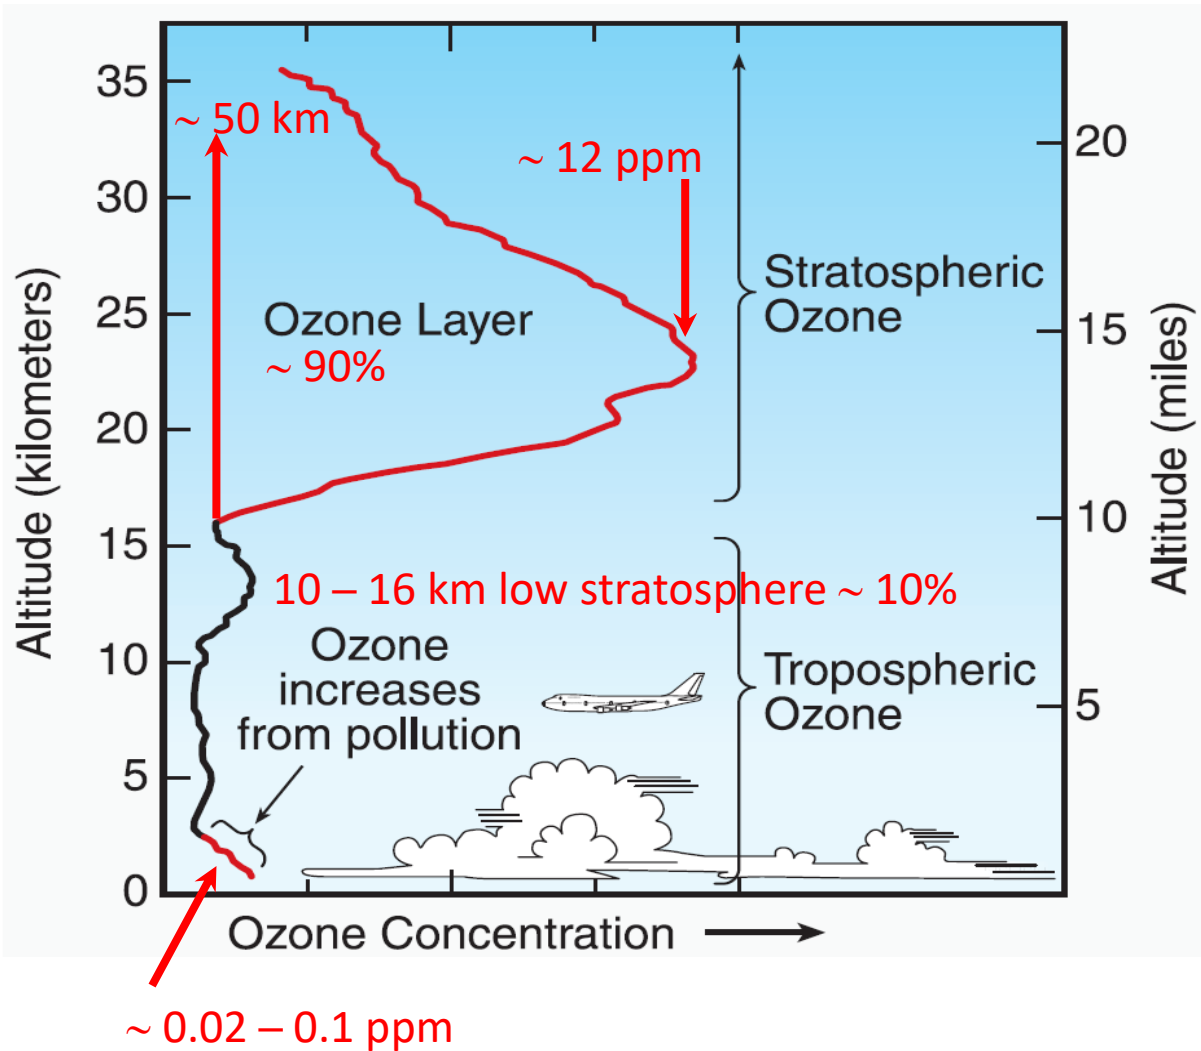 35
~ 50 km
20
~ 12 ppm
30
Stratospheric
Ozone
25
Ozone Layer
15
~ 90%
20
Altitude (kilometers)
Altitude (miles)
10
15
10 – 16 km low stratosphere ~ 10%
Ozone
increases
from pollution
10
Tropospheric
Ozone
5
5
0
Ozone Concentration
~ 0.02 – 0.1 ppm